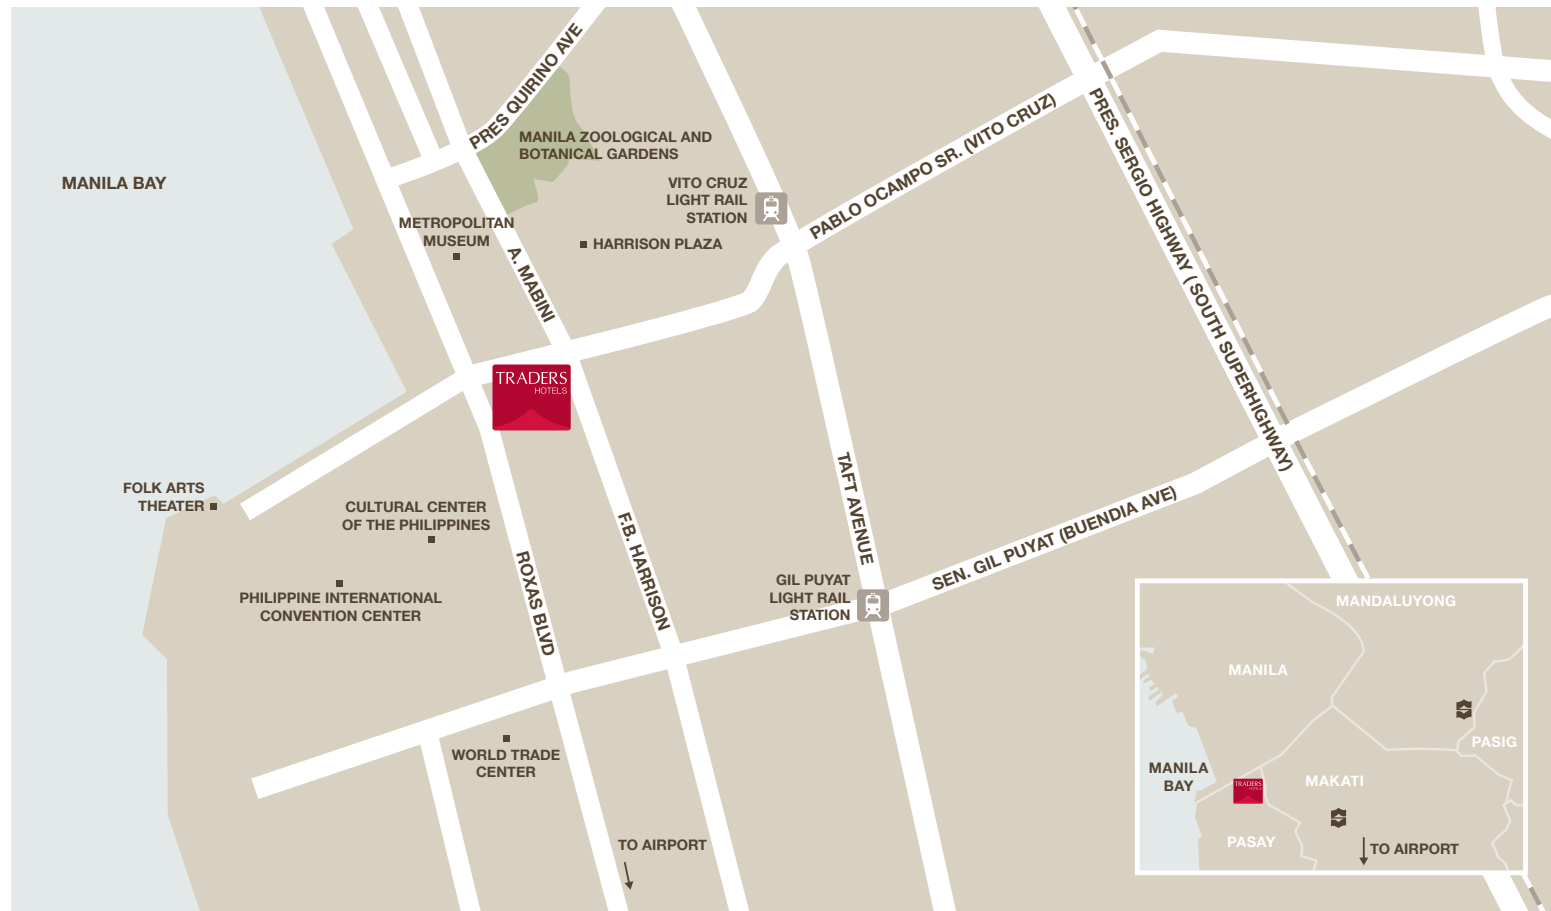 PRES QUIRINO AVE
MANILA ZOOLOGICAL AND
BOTANICAL GARDENS
MANILA BAY
VITO CRUZ
LIGHT RAIL
STATION
PABLO OCAMPO SR. (VITO CRUZ)
PRES. SERGIO HIGHWAY ( SOUTH SUPERHIGHWAY)
METROPOLITAN
MUSEUM
A. MABINI
HARRISON PLAZA
TRADERS
HOTELS
FOLK ARTS
THEATER
CULTURAL CENTER
OF THE PHILIPPINES
PHILIPPINE INTERNATIONAL
CONVENTION CENTER
ROXAS BLVD
F.B. HARRISON
TAFT AVENUE
SEN. GIL PUYAT (BUENDIA AVE)
GIL PUYAT
LIGHT RAIL
STATION
WORLD TRADE
CENTER
TO AIRPORT
MANDALUYONG
MANILA
PASIG
MANILA
BAY
TRADERS
HOTELS
MAKATI
PASAY
TO AIRPORT